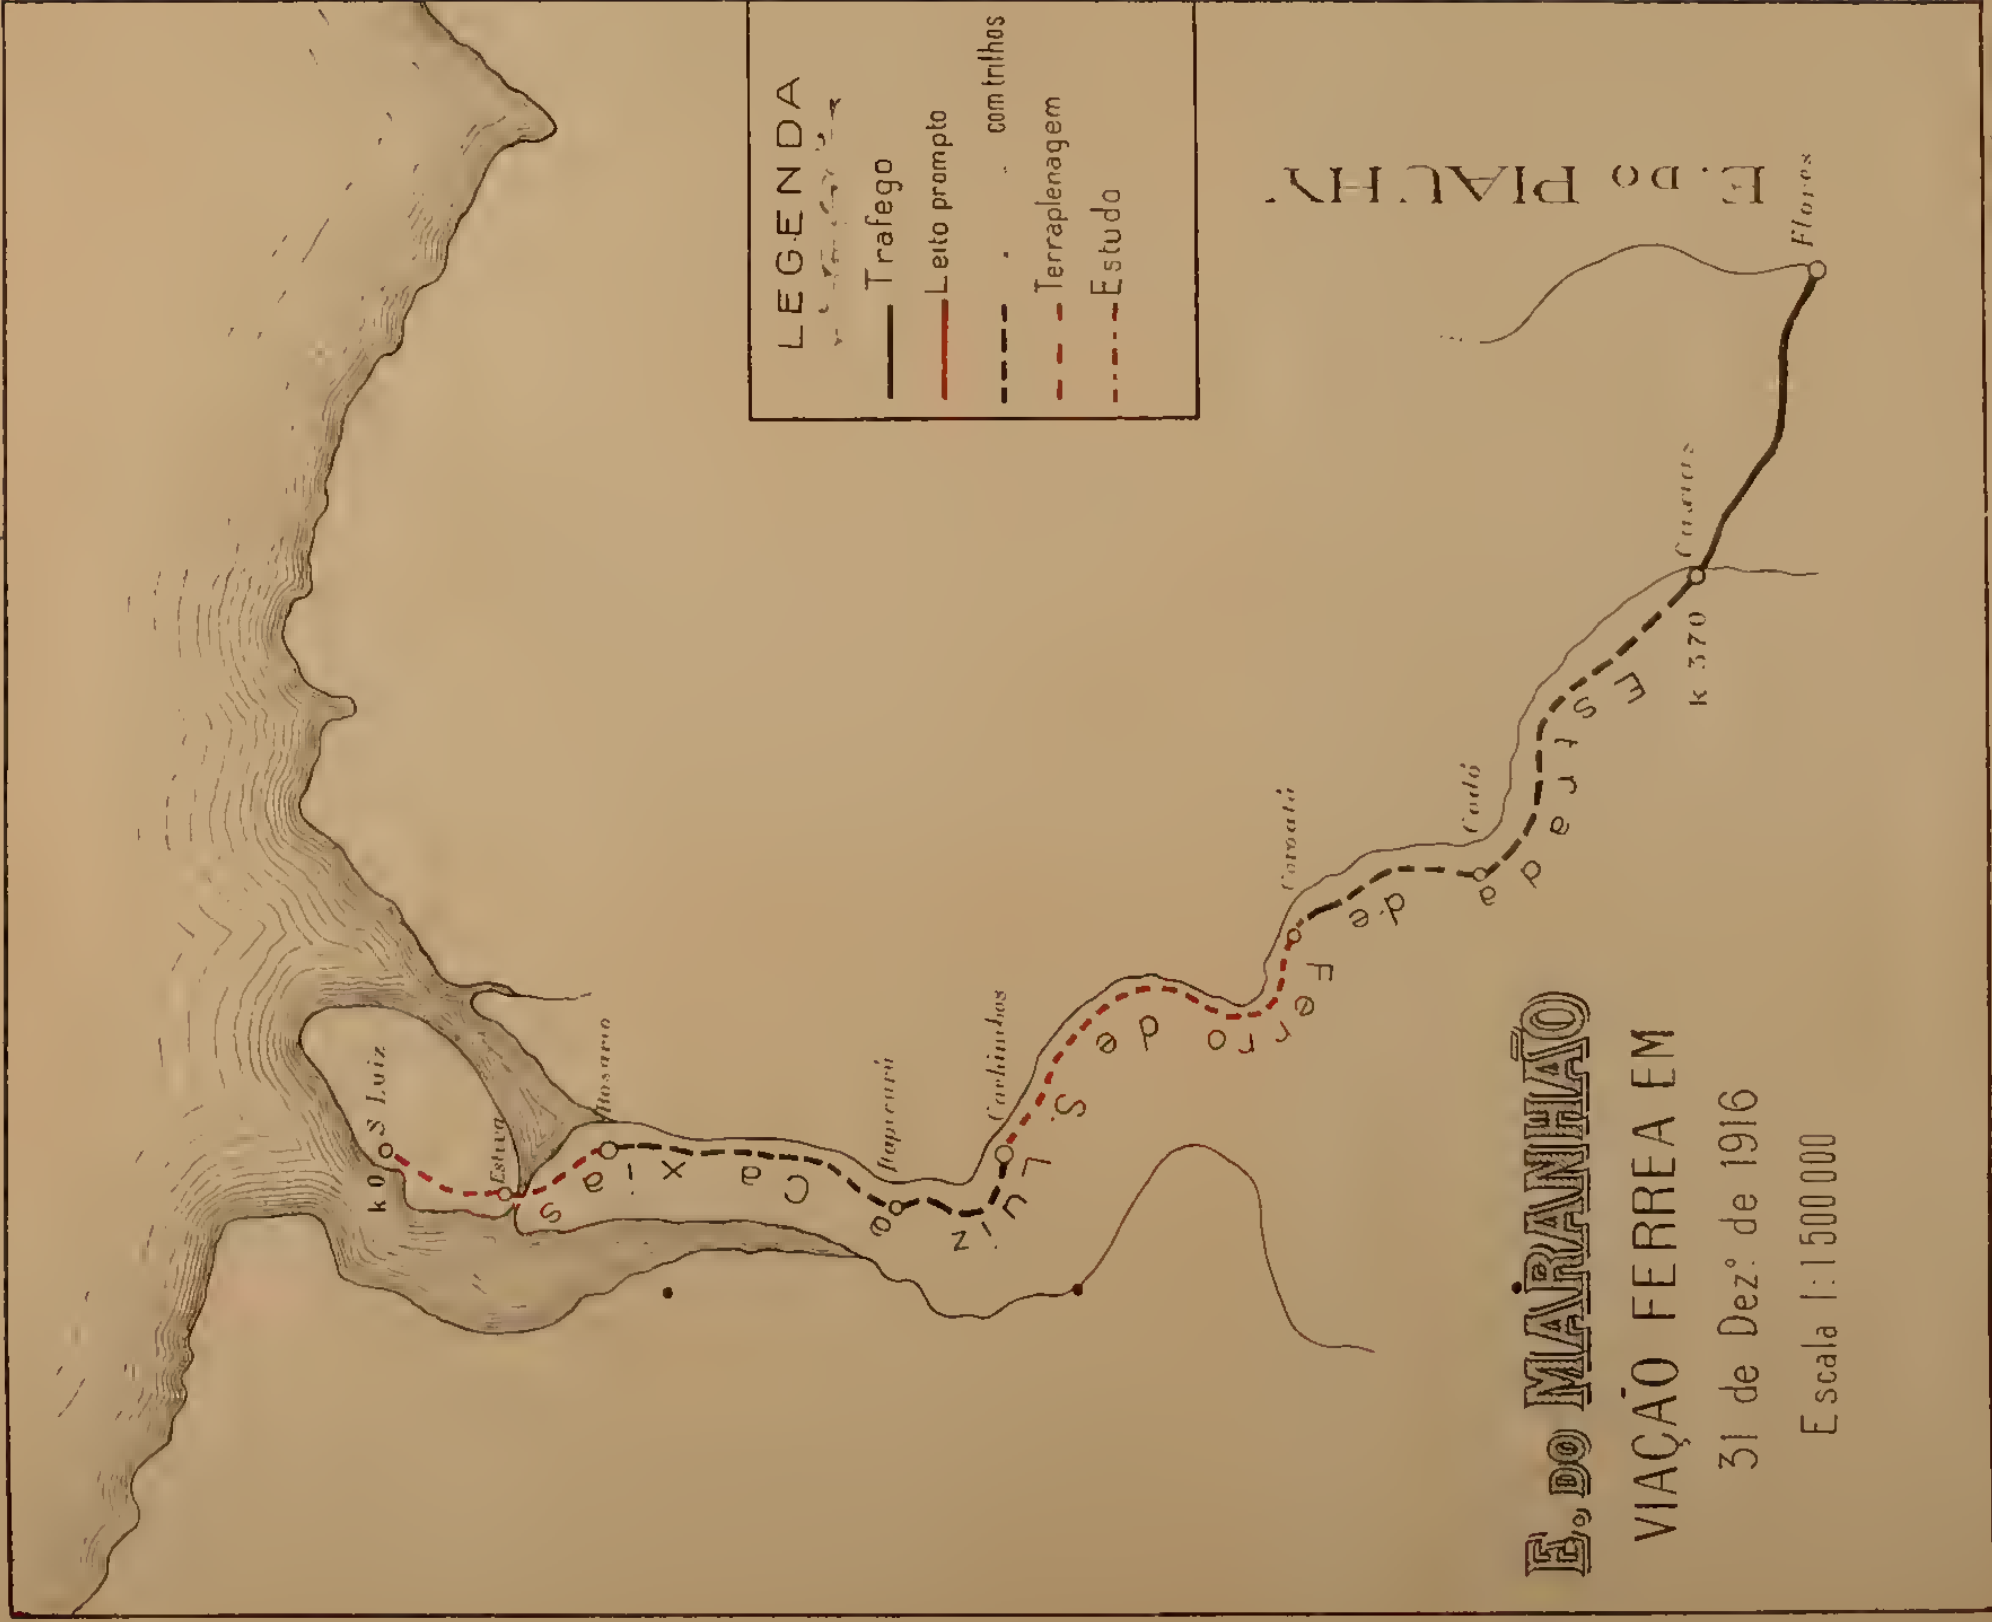 LEGENDA
Trafego
Leito prompto
" " com trilhos
Terraplenagem
Estudo
E. DO PIAUHY
Flores
Caxias
k 370
Codó
Coroatá
Cachimbos
Itapecurú
Rosario
Estiva
S Luiz
k 0
Estrada de Ferro de S. Luiz a Caxias
E. DO MARANHÃO
VIAÇÃO FERREA EM
31 de Dez.º de 1916
Escala 1:1500000